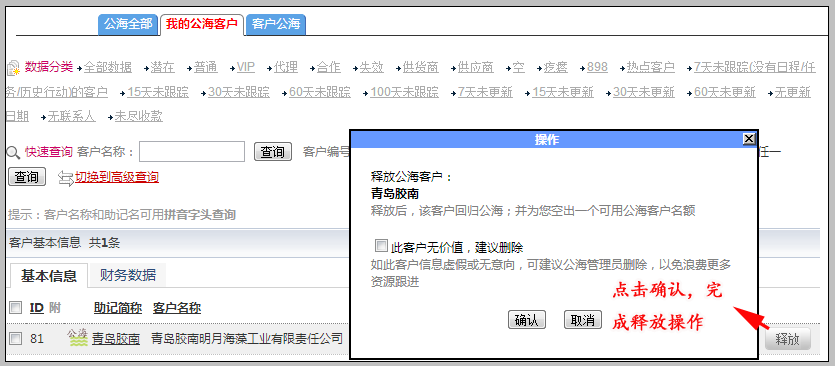 公海全部 我的公海客户 客户公海
数据分类 全部数据 潜在 普通 VIP 代理 合作 失效 供货商 供应商 空 疙瘩 898 热点客户 7天未跟踪(没有日程/任
务/历史行动)的客户 15天未跟踪 30天未跟踪 60天未跟踪 100天未跟踪 7天未更新 15天未更新 30天未更新 60天未更新 无更新
日期 无联系人 未尽收款
快速查询 客户名称： 查询 客户编号 任一
查询 切换到高级查询
提示：客户名称和助记名可用拼音字头查询
客户基本信息 共1条
基本信息 财务数据
ID 附 助记简称 客户名称
81 公海 青岛胶南 青岛胶南明月海藻工业有限责任公司 释放
操作
释放公海客户：
青岛胶南
释放后，该客户回归公海；并为您空出一个可用公海客户名额
此客户无价值，建议删除
如此客户信息虚假或无意向，可建议公海管理员删除，以免浪费更多
资源跟进
确认 取消
点击确认，完
成释放操作